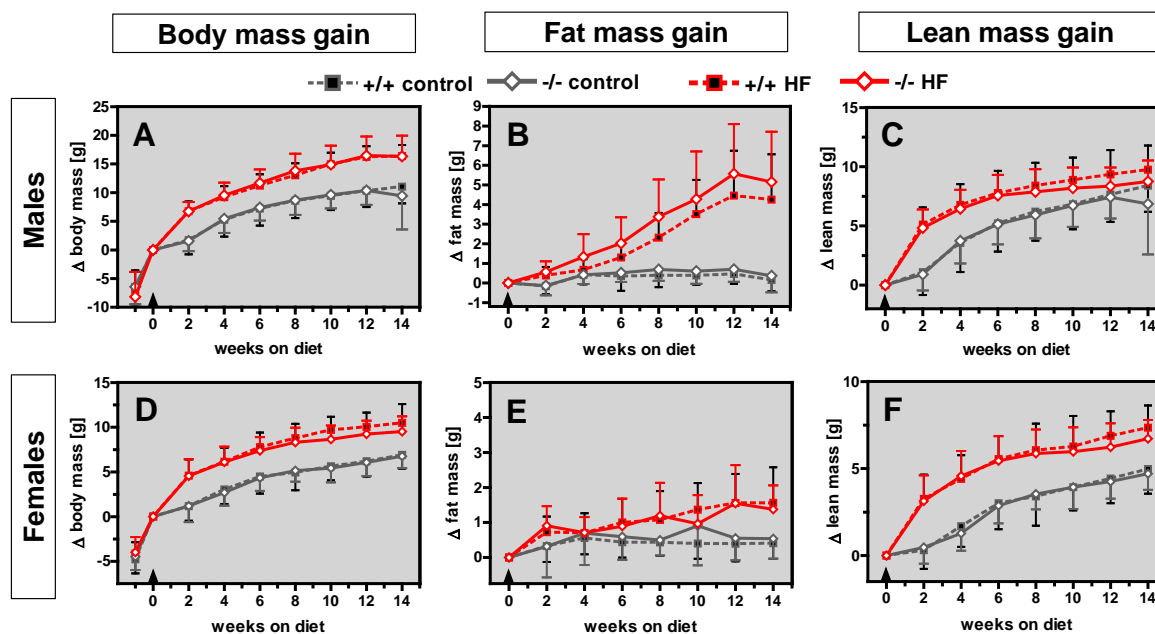 Body mass gain
Fat mass gain
Lean mass gain
+/+ control
-/- control
+/+ HF
-/- HF
Males
A
Δ body mass [g]
25
20
15
10
5
0
-5
-10
0 2 4 6 8 10 12 14
weeks on diet
B
Δ fat mass [g]
9
8
7
6
5
4
3
2
1
0
-1
0 2 4 6 8 10 12 14
weeks on diet
C
Δ lean mass [g]
15
10
5
0
0 2 4 6 8 10 12 14
weeks on diet
Females
D
Δ body mass [g]
15
10
5
0
-5
0 2 4 6 8 10 12 14
weeks on diet
E
Δ fat mass [g]
5
4
3
2
1
0
0 2 4 6 8 10 12 14
weeks on diet
F
Δ lean mass [g]
10
5
0
0 2 4 6 8 10 12 14
weeks on diet